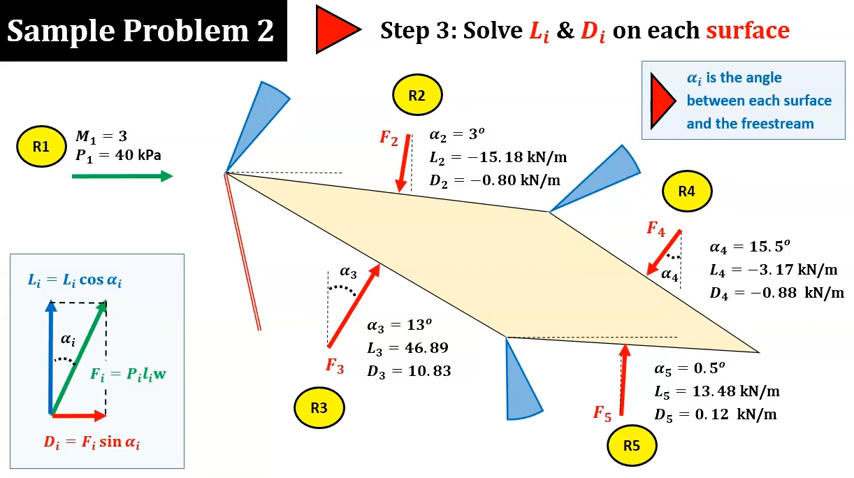 Sample Problem 2
Step 3: Solve Lᵢ & Dᵢ on each surface
αᵢ is the angle
between each surface
and the freestream
R1
M₁ = 3
P₁ = 40 kPa
R2
F₂
α₂ = 3°
L₂ = −15.18 kN/m
D₂ = −0.80 kN/m
R4
F₄
α₄
α₄ = 15.5°
L₄ = −3.17 kN/m
D₄ = −0.88 kN/m
Lᵢ = Lᵢ cos αᵢ
αᵢ
Fᵢ = Pᵢlᵢw
Dᵢ = Fᵢ sin αᵢ
α₃
α₃ = 13°
L₃ = 46.89
D₃ = 10.83
F₃
R3
α₅ = 0.5°
L₅ = 13.48 kN/m
D₅ = 0.12 kN/m
F₅
R5